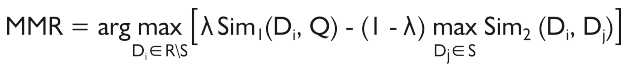 MMR = arg max [λ Sim₁(Dᵢ, Q) - (1 - λ) max Sim₂ (Dᵢ, Dⱼ)]
Dᵢ∈R\S Dⱼ∈S